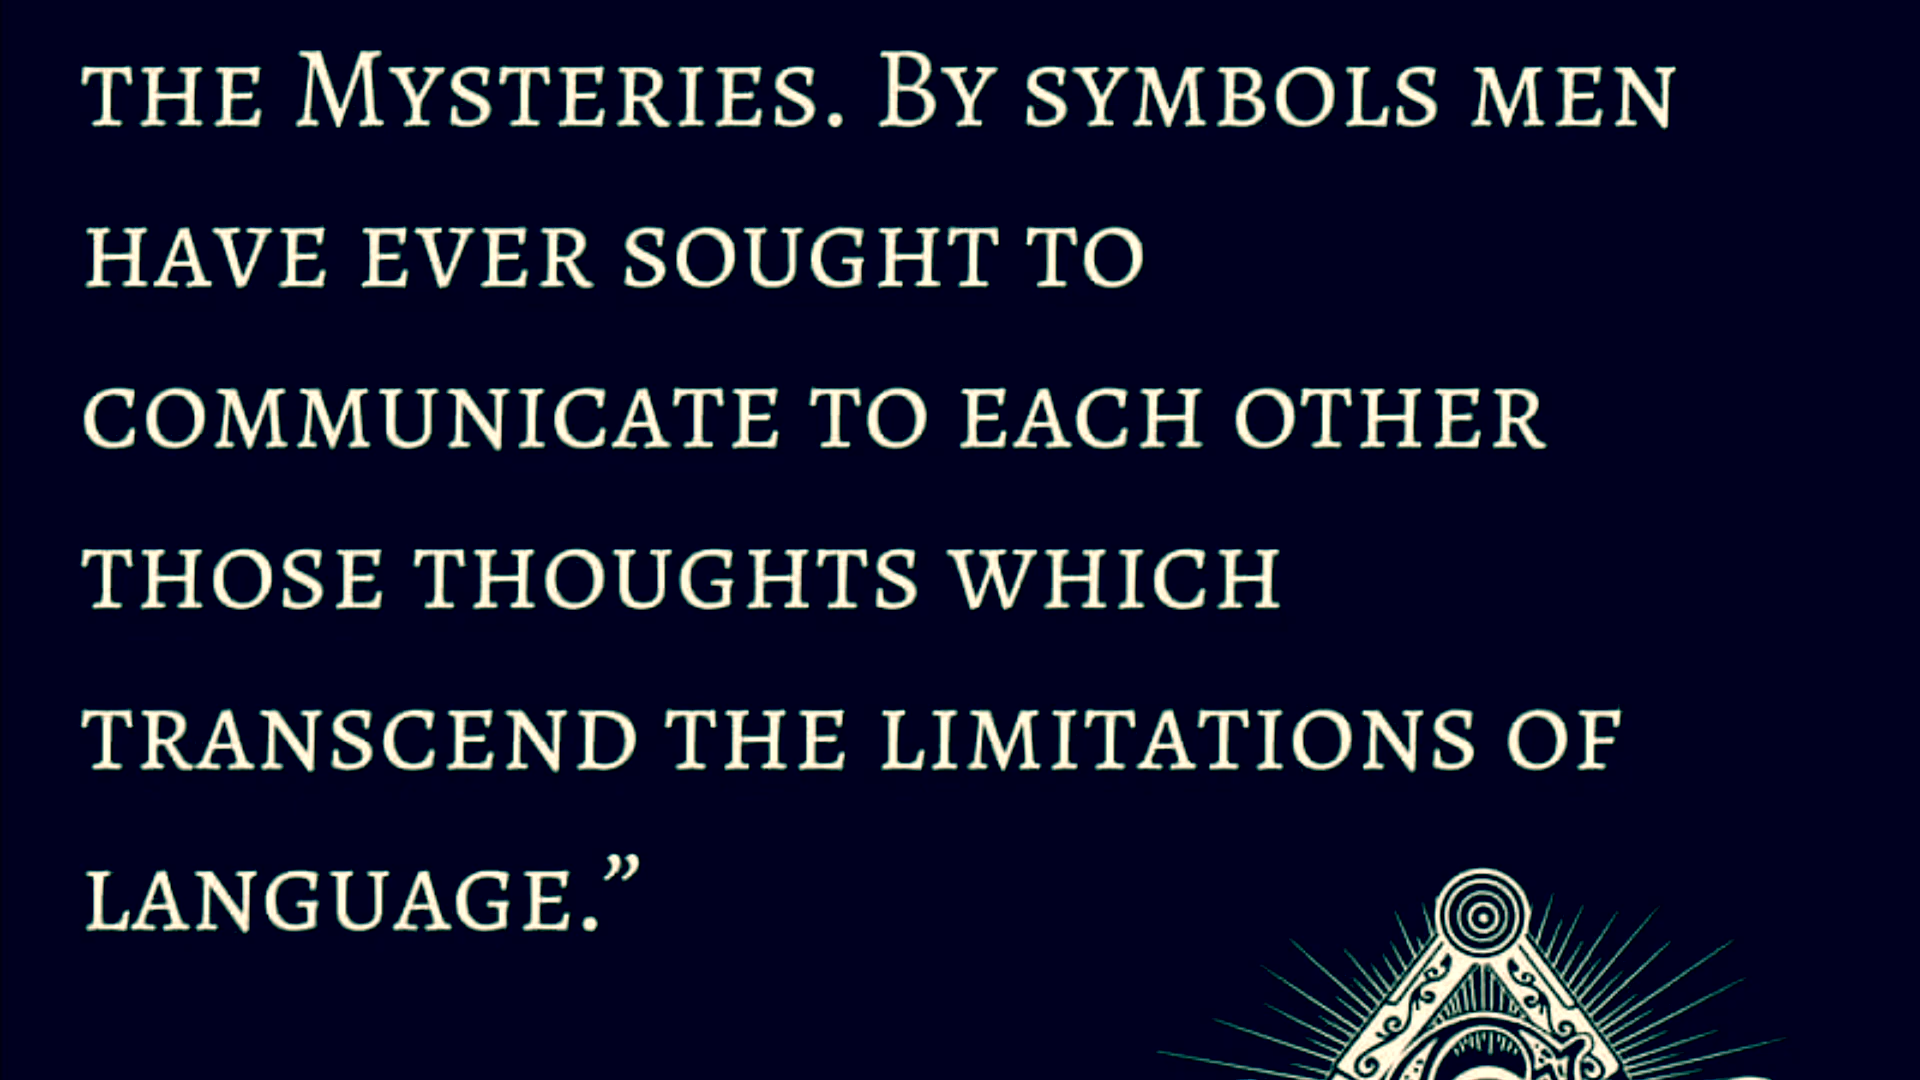 the Mysteries. By symbols men
have ever sought to
communicate to each other
those thoughts which
transcend the limitations of
language.”